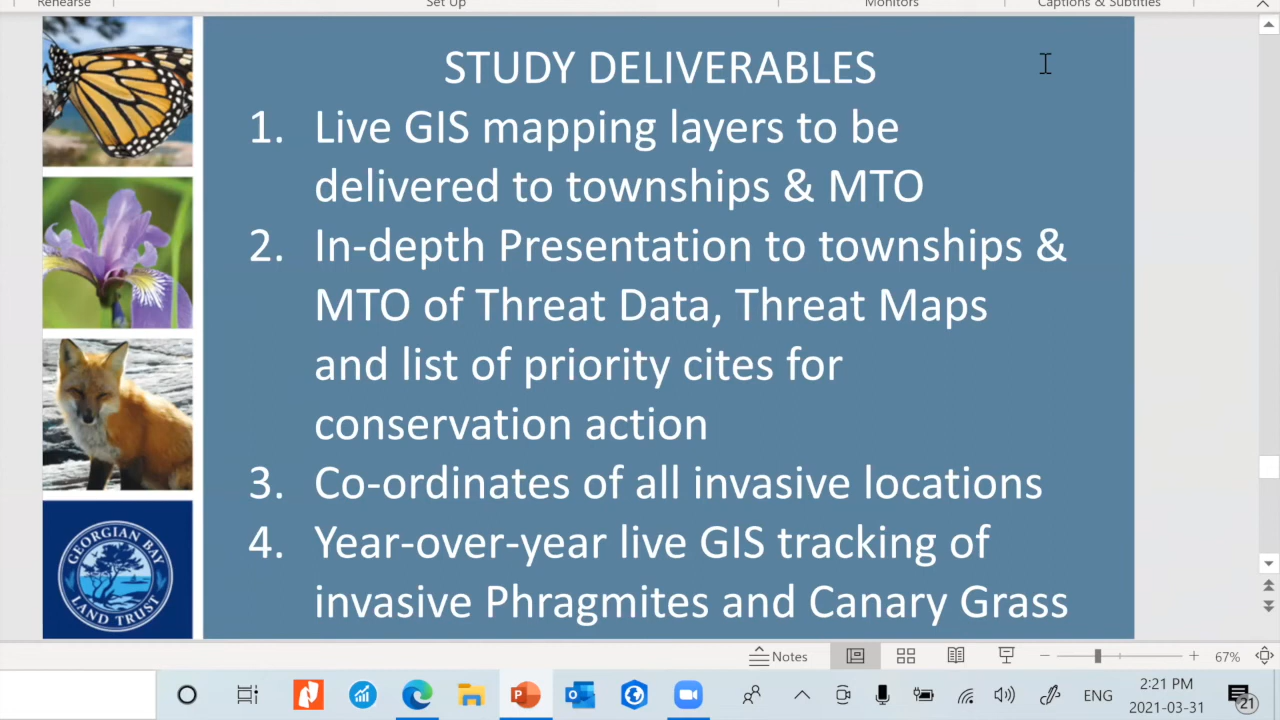 Rehearse
Set Up
Monitors
Captions & Subtitles
STUDY DELIVERABLES
1. Live GIS mapping layers to be
delivered to townships & MTO
2. In-depth Presentation to townships &
MTO of Threat Data, Threat Maps
and list of priority cites for
conservation action
3. Co-ordinates of all invasive locations
4. Year-over-year live GIS tracking of
invasive Phragmites and Canary Grass
GEORGIAN BAY
LAND TRUST
Notes
67%
ENG
2:21 PM
2021-03-31
21